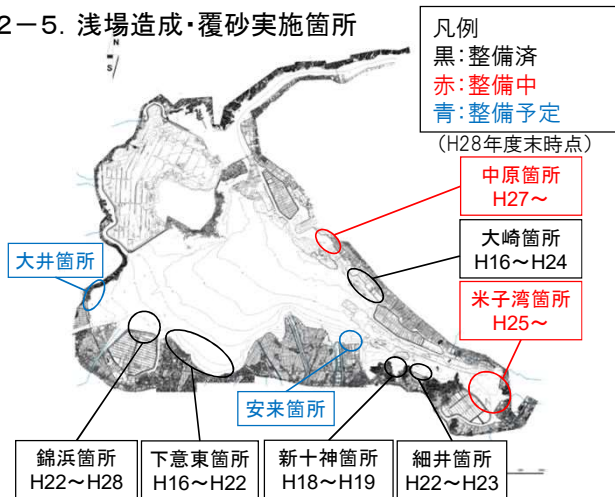 2－5. 浅場造成・覆砂実施箇所
N
S
凡例
黒：整備済
赤：整備中
青：整備予定
（H28年度末時点）
中原箇所
H27～
大崎箇所
H16～H24
米子湾箇所
H25～
大井箇所
安来箇所
錦浜箇所
H22～H28
下意東箇所
H16～H22
新十神箇所
H18～H19
細井箇所
H22～H23